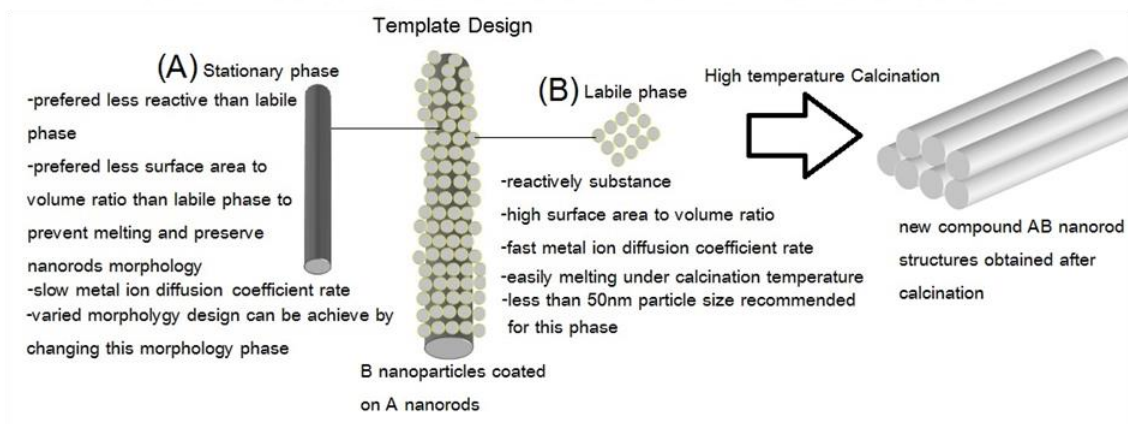 Template Design
(A) Stationary phase
-prefered less reactive than labile
phase
-prefered less surface area to
volume ratio than labile phase to
prevent melting and preserve
nanorods morphology
-slow metal ion diffusion coefficient rate
-varied morpholygy design can be achieve by
changing this morphology phase
B nanoparticles coated
on A nanorods
(B) Labile phase
-reactively substance
-high surface area to volume ratio
-fast metal ion diffusion coefficient rate
-easily melting under calcination temperature
-less than 50nm particle size recommended
for this phase
High temperature Calcination
new compound AB nanorod
structures obtained after
calcination